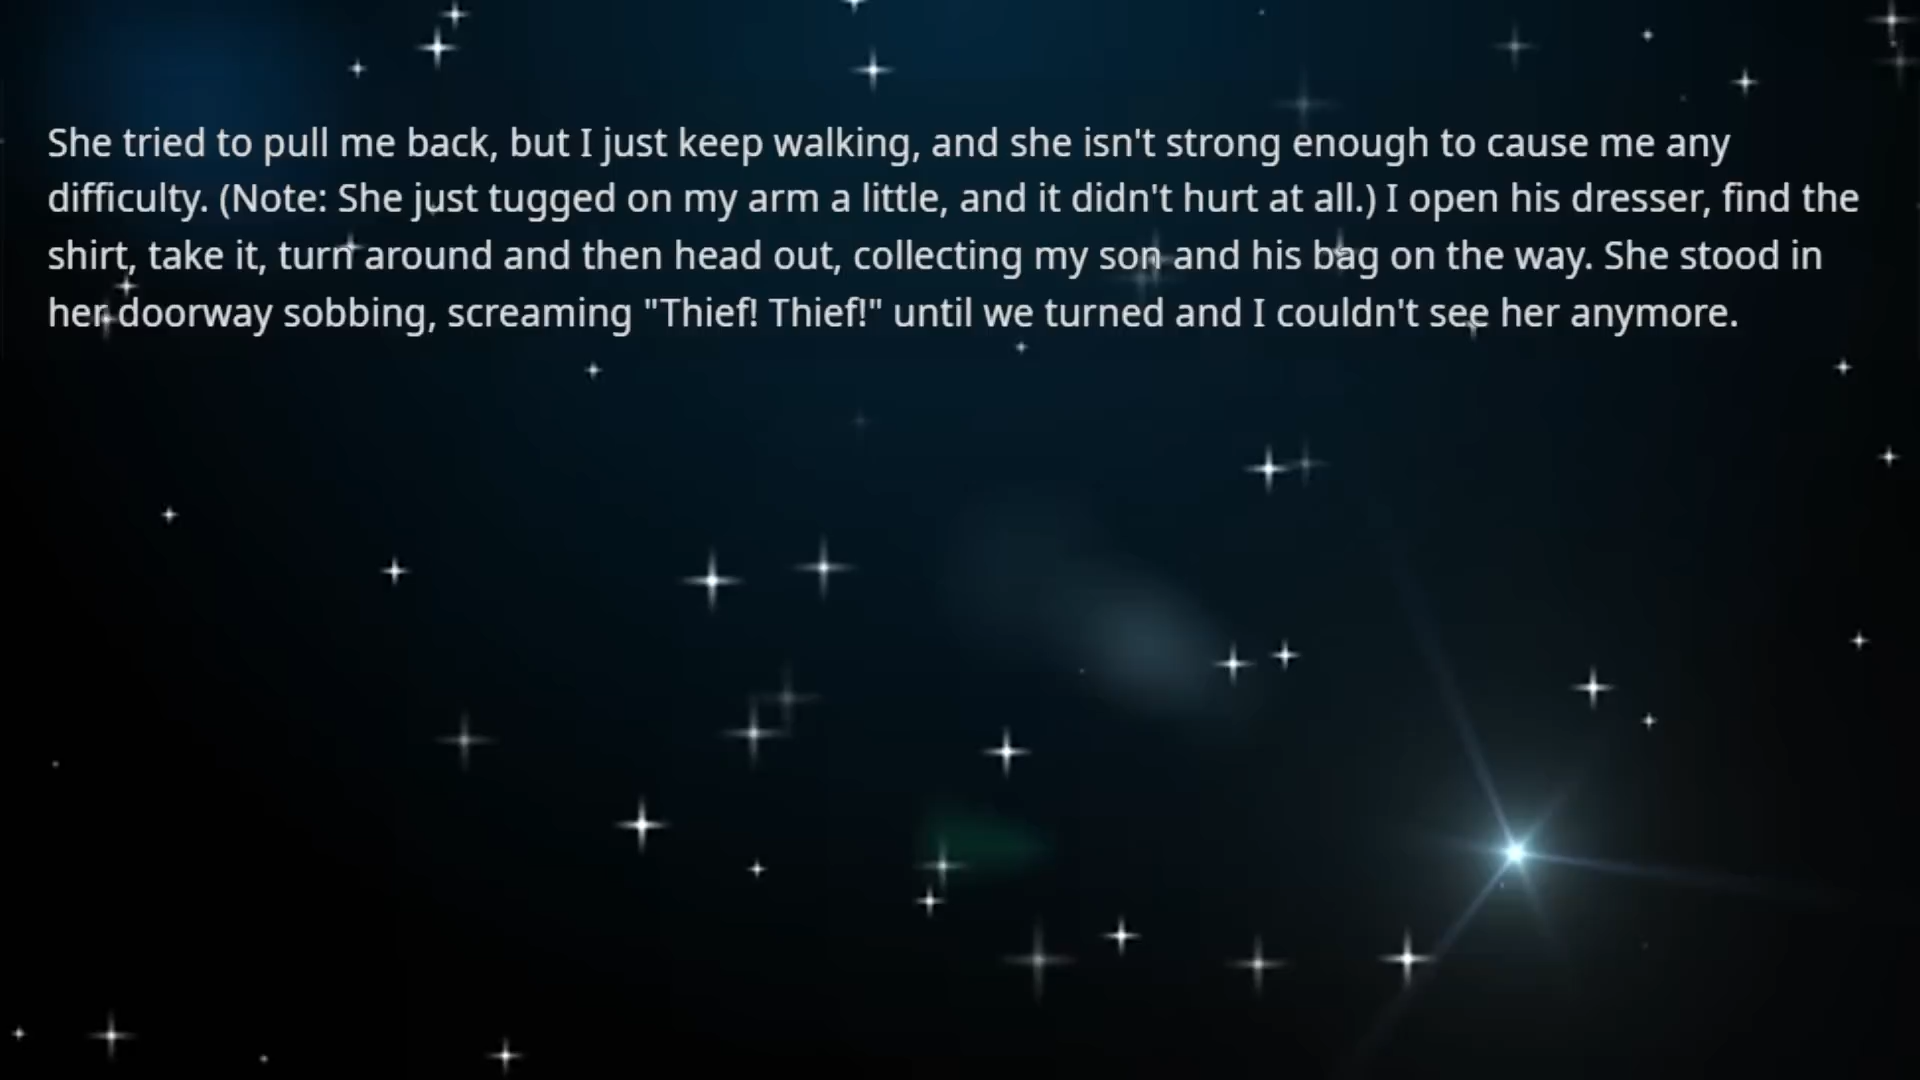 She tried to pull me back, but I just keep walking, and she isn't strong enough to cause me any
difficulty. (Note: She just tugged on my arm a little, and it didn't hurt at all.) I open his dresser, find the
shirt, take it, turn around and then head out, collecting my son and his bag on the way. She stood in
her doorway sobbing, screaming "Thief! Thief!" until we turned and I couldn't see her anymore.